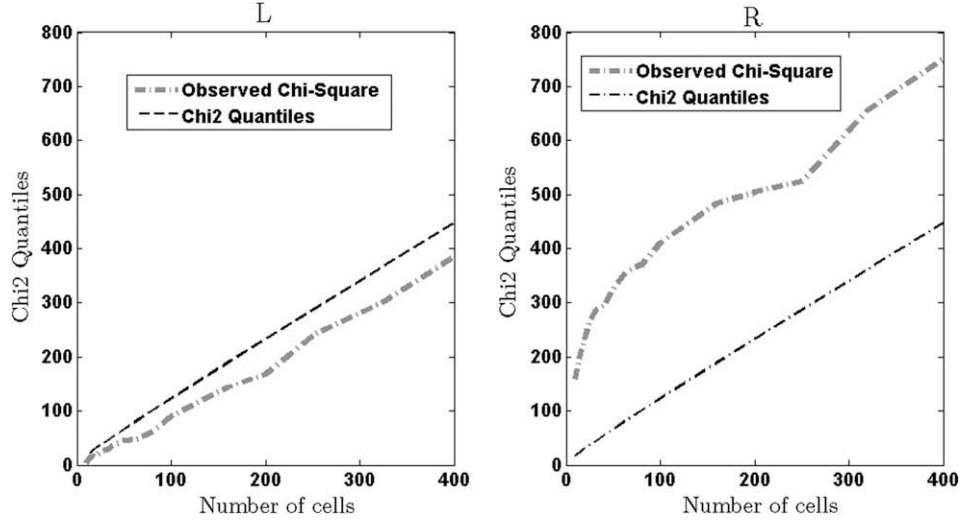 L
800
700
600
500
400
300
200
100
0
Chi2 Quantiles
Observed Chi-Square
Chi2 Quantiles
0 100 200 300 400
Number of cells
R
800
700
600
500
400
300
200
100
0
Chi2 Quantiles
Observed Chi-Square
Chi2 Quantiles
0 100 200 300 400
Number of cells